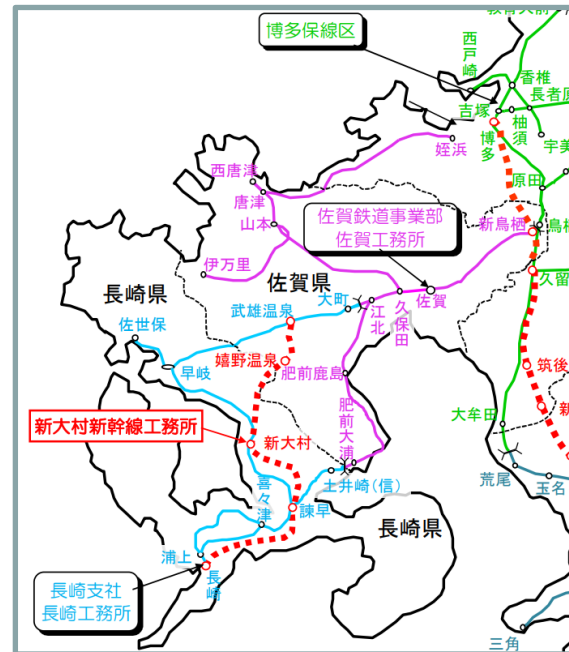 博多保線区
西戸崎
香椎
長者原
吉塚
柚須
博多
宇美
姪浜
原田
西唐津
唐津
山本
佐賀鉄道事業部
佐賀工務所
新鳥栖
鳥栖
伊万里
佐賀県
長崎県
大町
佐賀
久留
武雄温泉
江北
久保田
佐世保
嬉野温泉
肥前鹿島
早岐
筑後
新
肥前大浦
大牟田
新大村新幹線工務所
新大村
喜々津
土井崎(信)
荒尾
玉名
諫早
長崎県
浦上
長崎
長崎支社
長崎工務所
三角